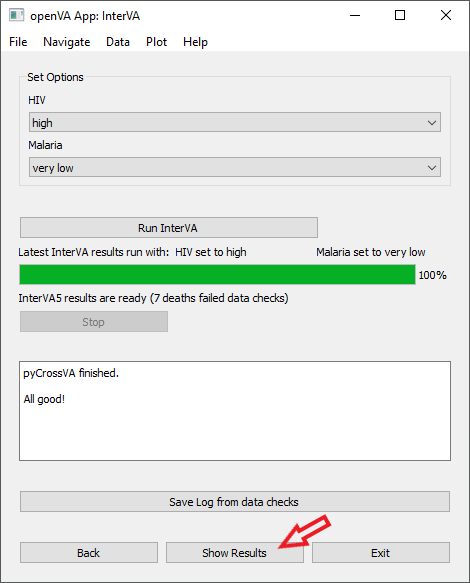 openVA App: InterVA
File Navigate Data Plot Help
Set Options
HIV
high
Malaria
very low
Run InterVA
Latest InterVA results run with: HIV set to high Malaria set to very low
100%
InterVA5 results are ready (7 deaths failed data checks)
Stop
pyCrossVA finished.
All good!
Save Log from data checks
Back Show Results Exit